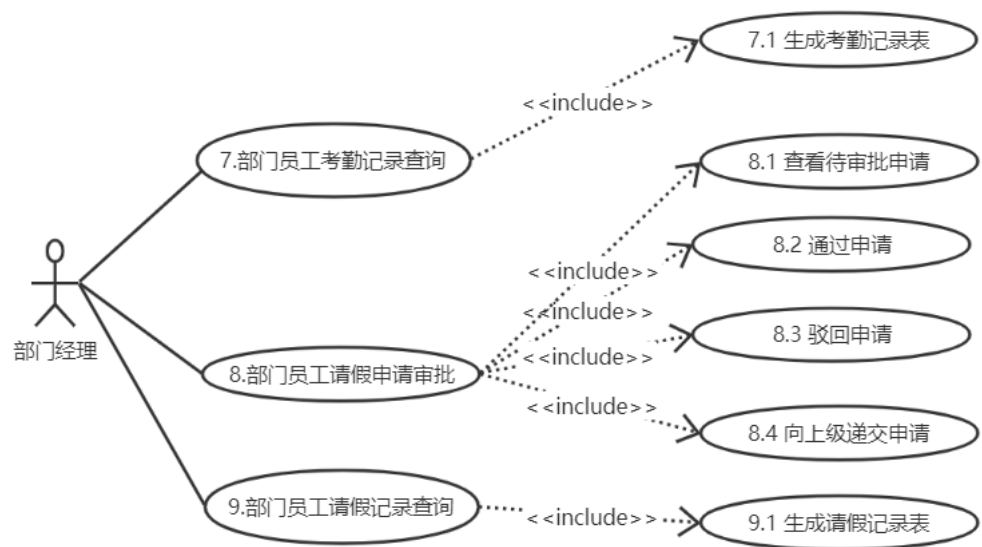 7.1 生成考勤记录表
<<include>>
7.部门员工考勤记录查询
8.1 查看待审批申请
8.2 通过申请
<<include>>
<<include>>
8.3 驳回申请
部门经理
<<include>>
8.部门员工请假申请审批
<<include>>
8.4 向上级递交申请
9.部门员工请假记录查询
<<include>>
9.1 生成请假记录表